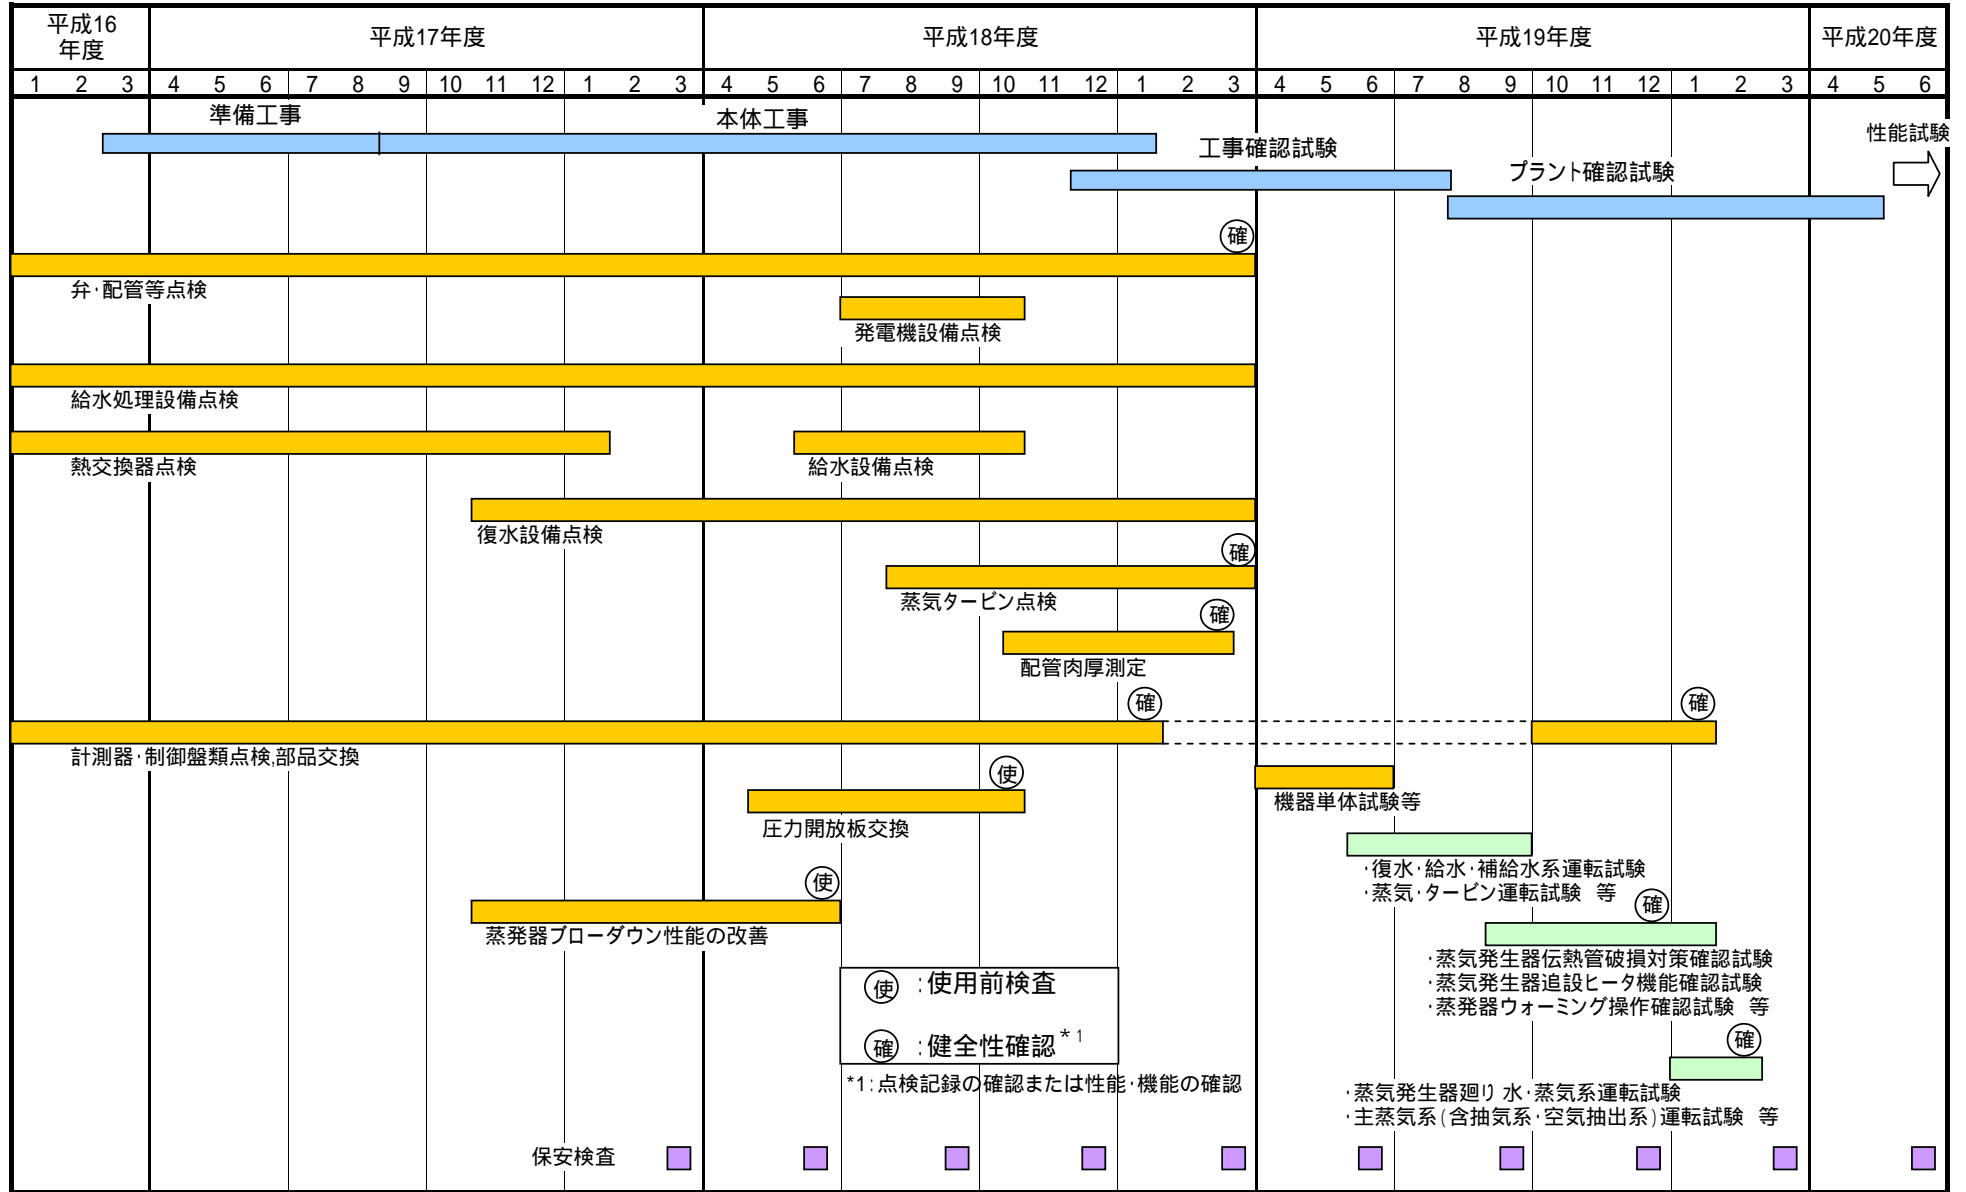 平成16
年度
平成17年度
平成18年度
平成19年度
平成20年度
1 2 3 4 5 6 7 8 9 10 11 12 1 2 3 4 5 6 7 8 9 10 11 12 1 2 3 4 5 6 7 8 9 10 11 12 1 2 3 4 5 6
準備工事
本体工事
工事確認試験
性能試験
プラント確認試験
確
弁・配管等点検
発電機設備点検
給水処理設備点検
熱交換器点検
給水設備点検
復水設備点検
確
蒸気タービン点検
確
配管肉厚測定
確
確
計測器・制御盤類点検,部品交換
使
機器単体試験等
圧力開放板交換
・復水・給水・補給水系運転試験
・蒸気・タービン運転試験 等
使
確
蒸発器ブローダウン性能の改善
・蒸気発生器伝熱管破損対策確認試験
・蒸気発生器追設ヒータ機能確認試験
・蒸発器ウォーミング操作確認試験 等
使 :使用前検査
確 :健全性確認*1
確
*1:点検記録の確認または性能・機能の確認
・蒸気発生器廻り 水・蒸気系運転試験
・主蒸気系(含抽気系・空気抽出系)運転試験 等
保安検査